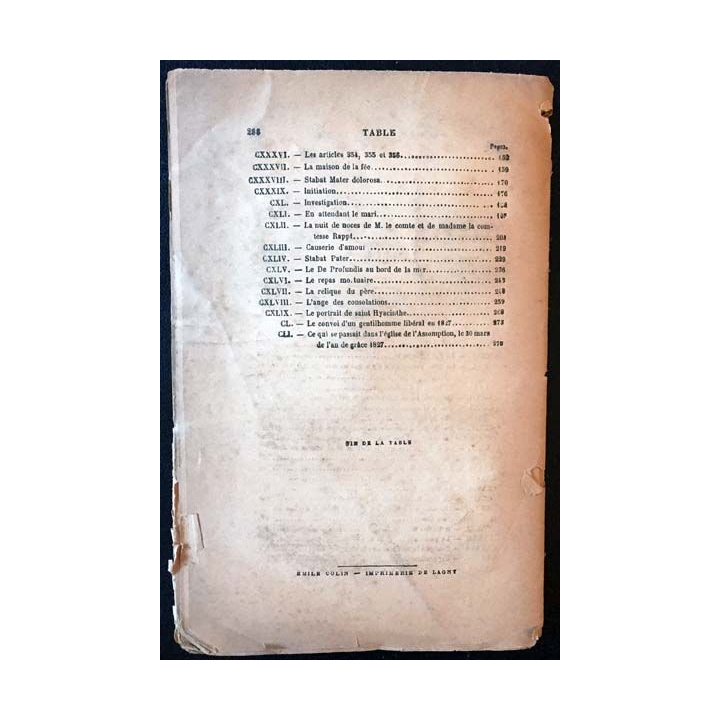 288 TABLE
Pages.
CXXXVI. — Les articles 354, 355 et 356
CXXXVII. — La maison de la fée
CXXXVIII. — Stabat Mater dolorosa 170
CXXXIX. — Initiation 176
CXL. — Investigation
CXLI. — En attendant le mari
CXLII. — La nuit de noces de M. le comte et de madame la com-
tesse Rappt
CXLIII. — Causerie d'amour 219
CXLIV. — Stabat Pater
CXLV. — Le De Profundis au bord de la mer 236
CXLVI. — Le repas mortuaire
CXLVII. — La relique du père
CXLVIII. — L'ange des consolations 259
CXLIX. — Le portrait de saint Hyacinthe
CL. — Le convoi d'un gentilhomme libéral en 1827 273
CLI. — Ce qui se passait dans l'église de l'Assomption, le 30 mars
de l'an de grâce 1827
FIN DE LA TABLE
ÉMILE COLIN — IMPRIMERIE DE LAGNY